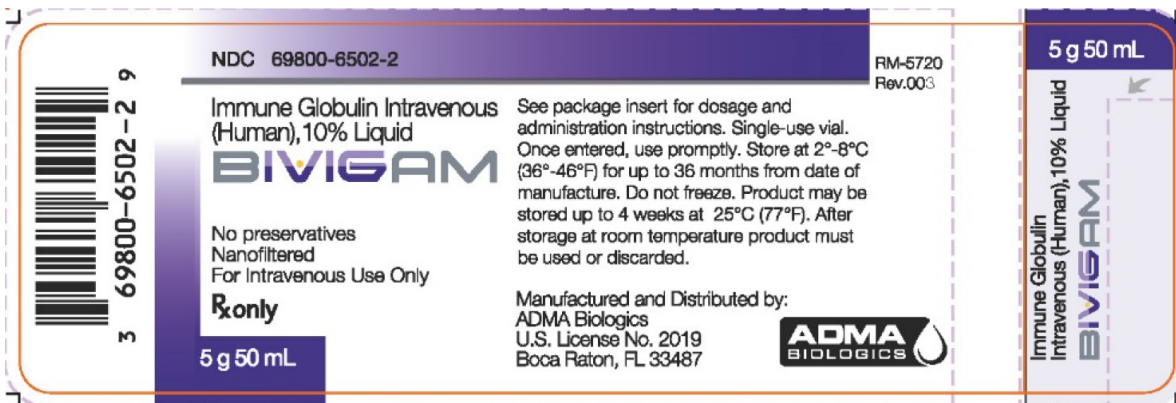 3 69800-6502-2 9
NDC 69800-6502-2
RM-5720
Rev.003
Immune Globulin Intravenous
(Human),10% Liquid
BIVIGAM
No preservatives
Nanofiltered
For Intravenous Use Only
Rx only
5 g 50 mL
See package insert for dosage and
administration instructions. Single-use vial.
Once entered, use promptly. Store at 2°-8°C
(36°-46°F) for up to 36 months from date of
manufacture. Do not freeze. Product may be
stored up to 4 weeks at 25°C (77°F). After
storage at room temperature product must
be used or discarded.
Manufactured and Distributed by:
ADMA Biologics
U.S. License No. 2019
Boca Raton, FL 33487
ADMA
BIOLOGICS
5 g 50 mL
Immune Globulin
Intravenous (Human),10% Liquid
BIVIGAM